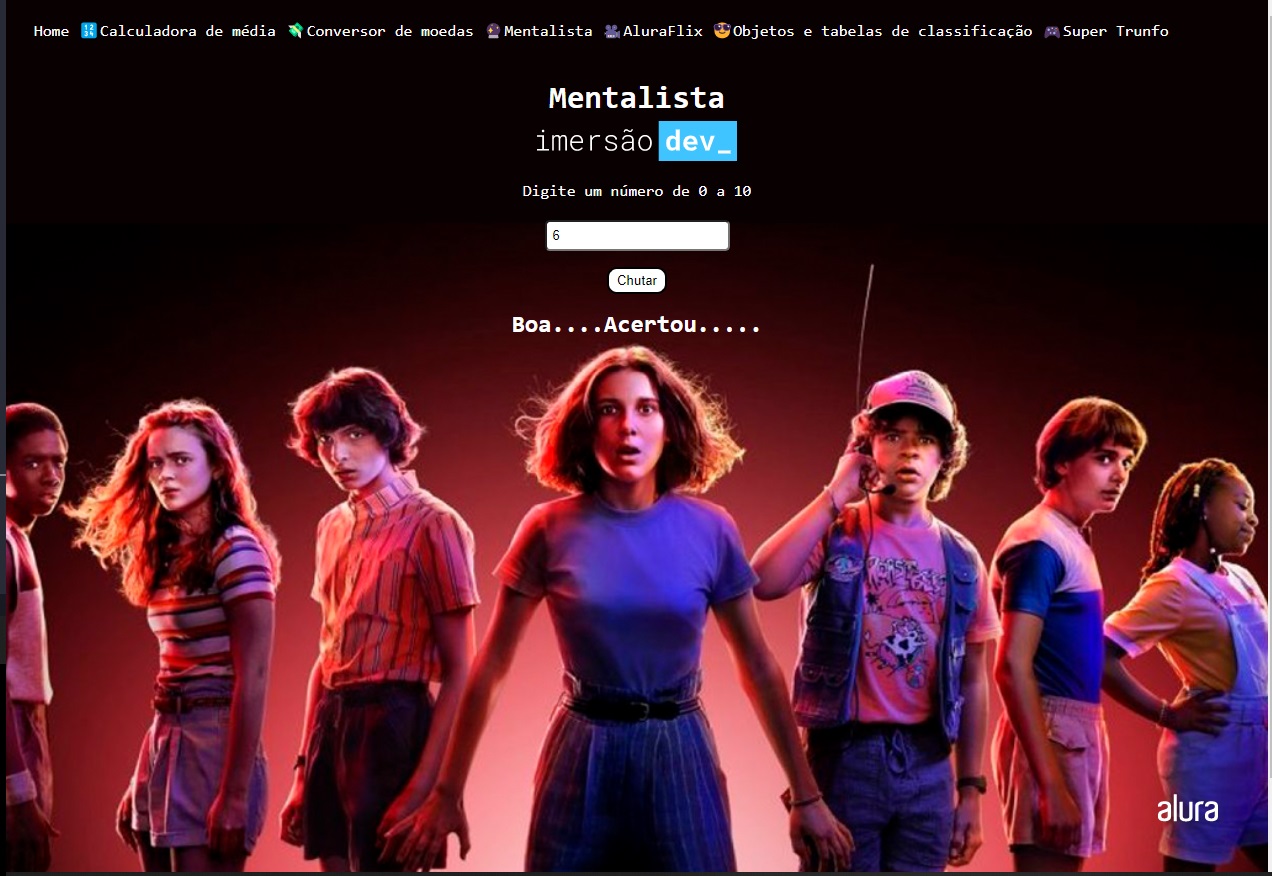 Home 🔢Calculadora de média 💸Conversor de moedas 🔮Mentalista 🎥AluraFlix 😎Objetos e tabelas de classificação 🎮Super Trunfo
Mentalista
imersão dev_
Digite um número de 0 a 10
6
Chutar
Boa....Acertou.....
alura